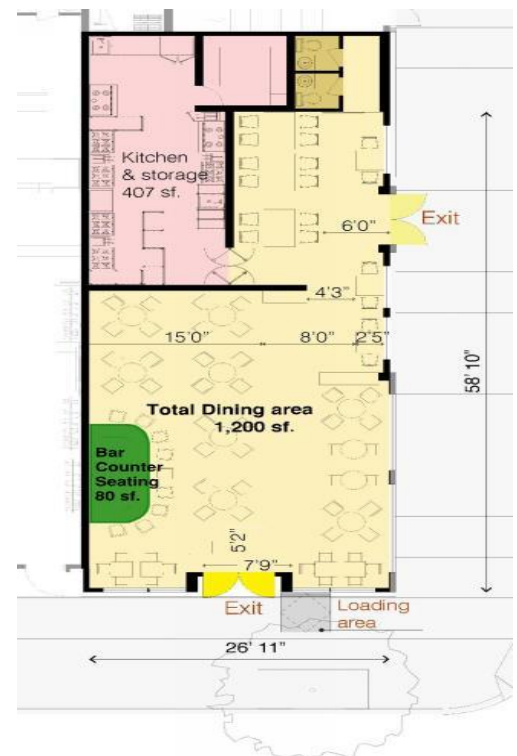 Kitchen
& storage
407 sf.
6'0"
Exit
4'3"
15'0"
8'0"
2'5"
58' 10"
Total Dining area
1,200 sf.
Bar
Counter
Seating
80 sf.
5'2"
7'9"
Exit
Loading
area
26' 11"